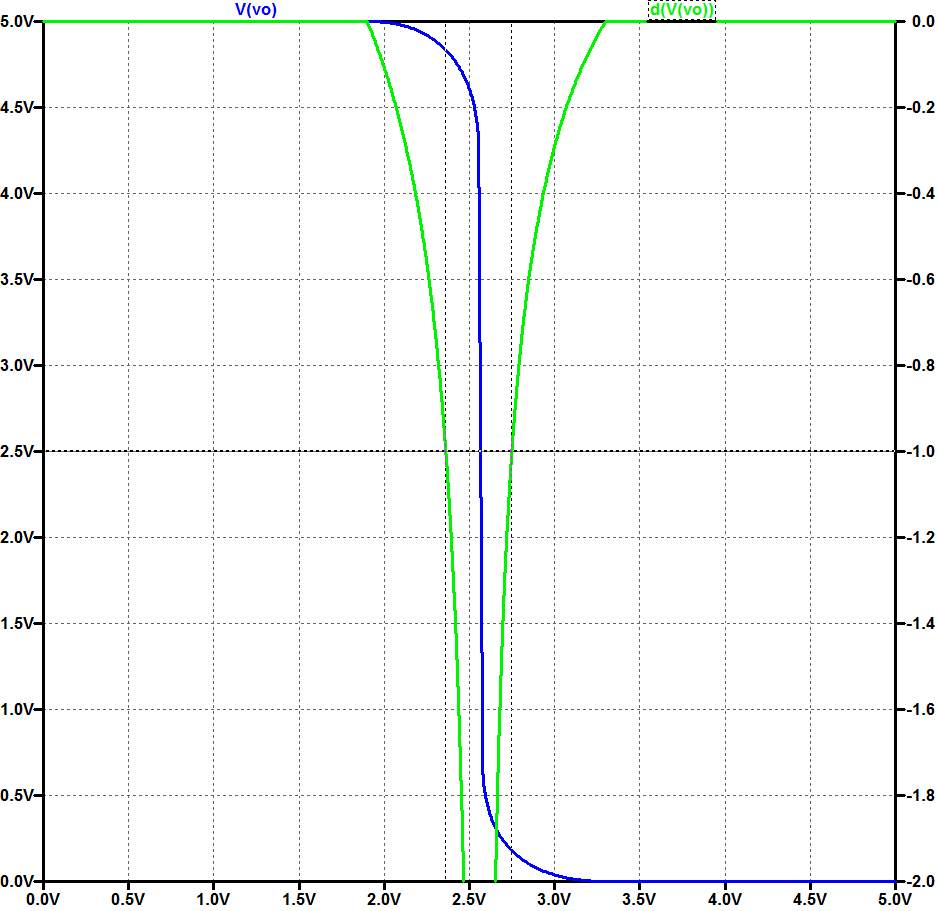 V(vo) d(V(vo))
5.0V 0.0
4.5V -0.2
4.0V -0.4
3.5V -0.6
3.0V -0.8
2.5V -1.0
2.0V -1.2
1.5V -1.4
1.0V -1.6
0.5V -1.8
0.0V -2.0
0.0V 0.5V 1.0V 1.5V 2.0V 2.5V 3.0V 3.5V 4.0V 4.5V 5.0V